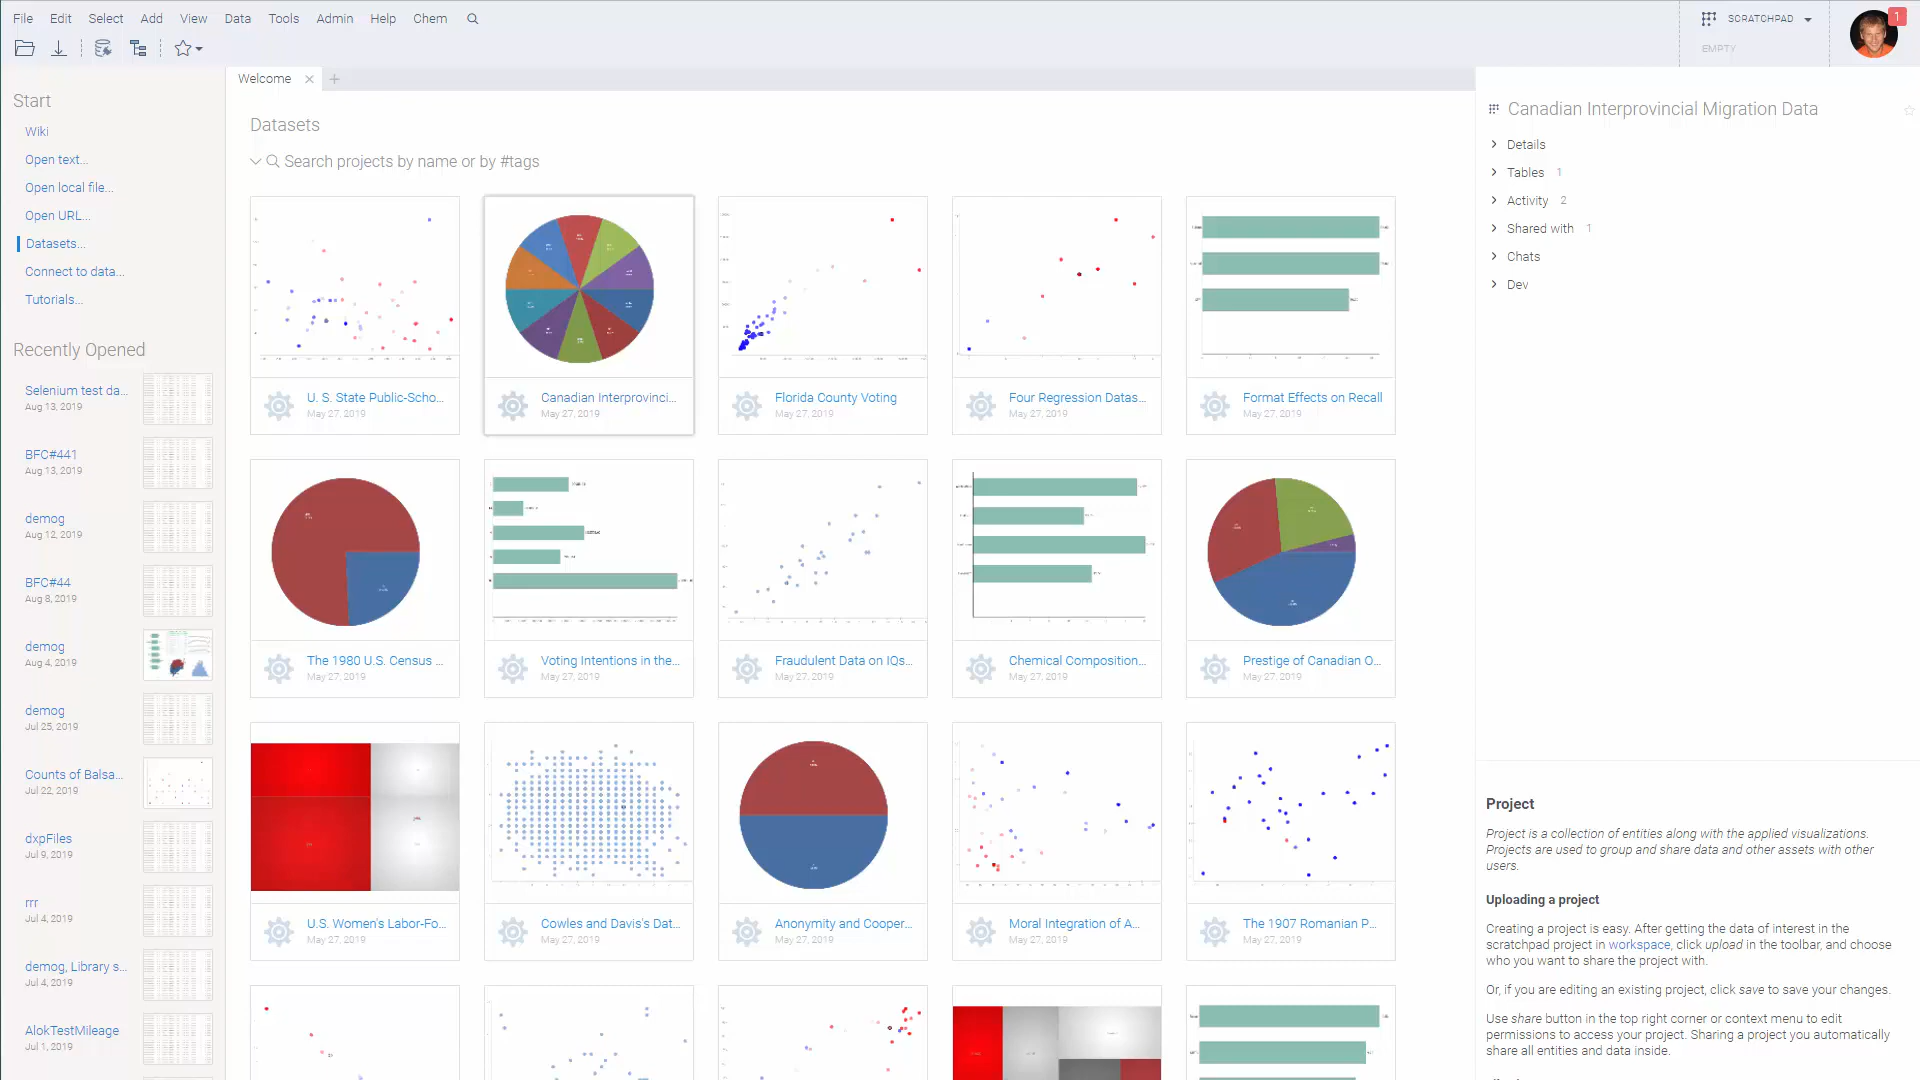 File Edit Select Add View Data Tools Admin Help Chem
SCRATCHPAD
EMPTY
1
Welcome
Start
Wiki
Open text...
Open local file...
Open URL...
Datasets...
Connect to data...
Tutorials...
Recently Opened
Selenium test da...
Aug 13, 2019
BFC#441
Aug 13, 2019
demog
Aug 12, 2019
BFC#44
Aug 8, 2019
demog
Aug 4, 2019
demog
Jul 25, 2019
Counts of Balsa...
Jul 22, 2019
dxpFiles
Jul 9, 2019
rrr
Jul 4, 2019
demog, Library s...
Jul 4, 2019
AlokTestMileage
Jul 1, 2019
Datasets
Search projects by name or by #tags
U. S. State Public-Scho...
May 27, 2019
Canadian Interprovinci...
May 27, 2019
Florida County Voting
May 27, 2019
Four Regression Datas...
May 27, 2019
Format Effects on Recall
May 27, 2019
The 1980 U.S. Census ...
May 27, 2019
Voting Intentions in the...
May 27, 2019
Fraudulent Data on IQs...
May 27, 2019
Chemical Composition...
May 27, 2019
Prestige of Canadian O...
May 27, 2019
U.S. Women's Labor-Fo...
May 27, 2019
Cowles and Davis's Dat...
May 27, 2019
Anonymity and Cooper...
May 27, 2019
Moral Integration of A...
May 27, 2019
The 1907 Romanian P...
May 27, 2019
Canadian Interprovincial Migration Data
Details
Tables 1
Activity 2
Shared with 1
Chats
Dev
Project
Project is a collection of entities along with the applied visualizations.
Projects are used to group and share data and other assets with other
users.
Uploading a project
Creating a project is easy. After getting the data of interest in the
scratchpad project in workspace, click upload in the toolbar, and choose
who you want to share the project with.
Or, if you are editing an existing project, click save to save your changes.
Use share button in the top right corner or context menu to edit
permissions to access your project. Sharing a project you automatically
share all entities and data inside.